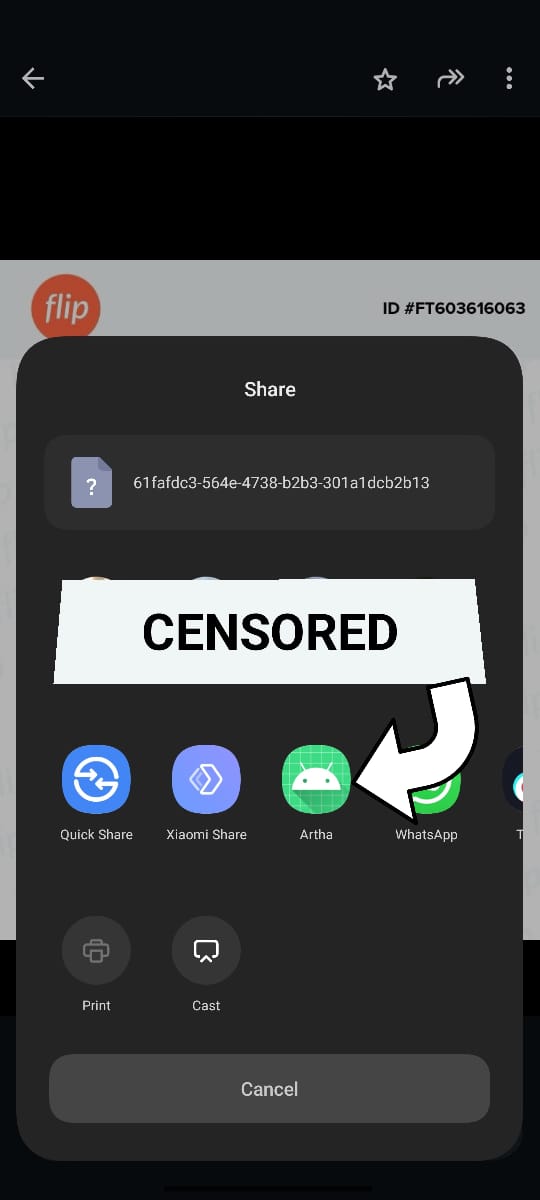 flip
ID #FT603616063
Share
?
61fafdc3-564e-4738-b2b3-301a1dcb2b13
CENSORED
Quick Share
Xiaomi Share
Artha
WhatsApp
T
Print
Cast
Cancel